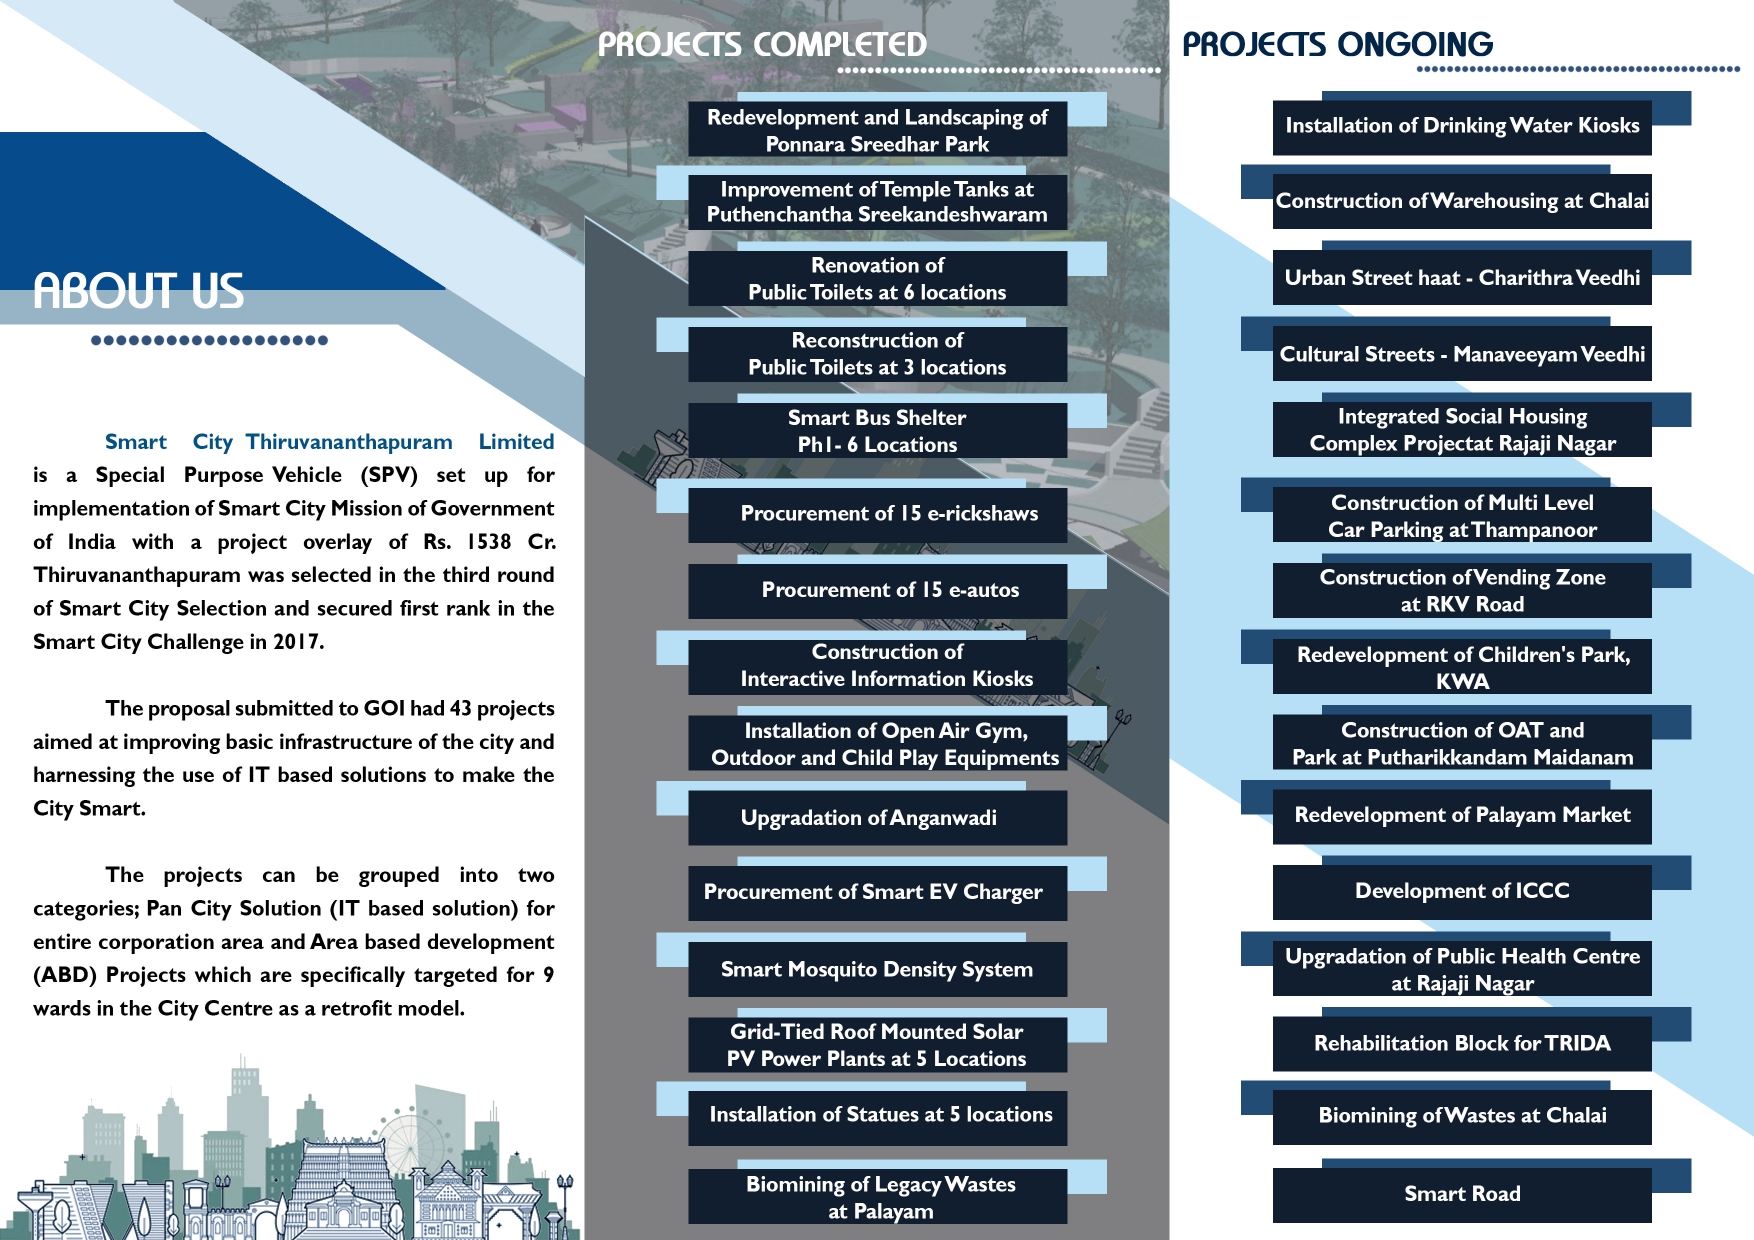 ABOUT US
Smart City Thiruvananthapuram Limited
is a Special Purpose Vehicle (SPV) set up for
implementation of Smart City Mission of Government
of India with a project overlay of Rs. 1538 Cr.
Thiruvananthapuram was selected in the third round
of Smart City Selection and secured first rank in the
Smart City Challenge in 2017.
The proposal submitted to GOI had 43 projects
aimed at improving basic infrastructure of the city and
harnessing the use of IT based solutions to make the
City Smart.
The projects can be grouped into two
categories; Pan City Solution (IT based solution) for
entire corporation area and Area based development
(ABD) Projects which are specifically targeted for 9
wards in the City Centre as a retrofit model.
PROJECTS COMPLETED
Redevelopment and Landscaping of
Ponnara Sreedhar Park
Improvement of Temple Tanks at
Puthenchantha Sreekandeshwaram
Renovation of
Public Toilets at 6 locations
Reconstruction of
Public Toilets at 3 locations
Smart Bus Shelter
Ph1- 6 Locations
Procurement of 15 e-rickshaws
Procurement of 15 e-autos
Construction of
Interactive Information Kiosks
Installation of Open Air Gym,
Outdoor and Child Play Equipments
Upgradation of Anganwadi
Procurement of Smart EV Charger
Smart Mosquito Density System
Grid-Tied Roof Mounted Solar
PV Power Plants at 5 Locations
Installation of Statues at 5 locations
Biomining of Legacy Wastes
at Palayam
PROJECTS ONGOING
Installation of Drinking Water Kiosks
Construction of Warehousing at Chalai
Urban Street haat - Charithra Veedhi
Cultural Streets - Manaveeyam Veedhi
Integrated Social Housing
Complex Projectat Rajaji Nagar
Construction of Multi Level
Car Parking at Thampanoor
Construction of Vending Zone
at RKV Road
Redevelopment of Children's Park,
KWA
Construction of OAT and
Park at Putharikkandam Maidanam
Redevelopment of Palayam Market
Development of ICCC
Upgradation of Public Health Centre
at Rajaji Nagar
Rehabilitation Block for TRIDA
Biomining of Wastes at Chalai
Smart Road